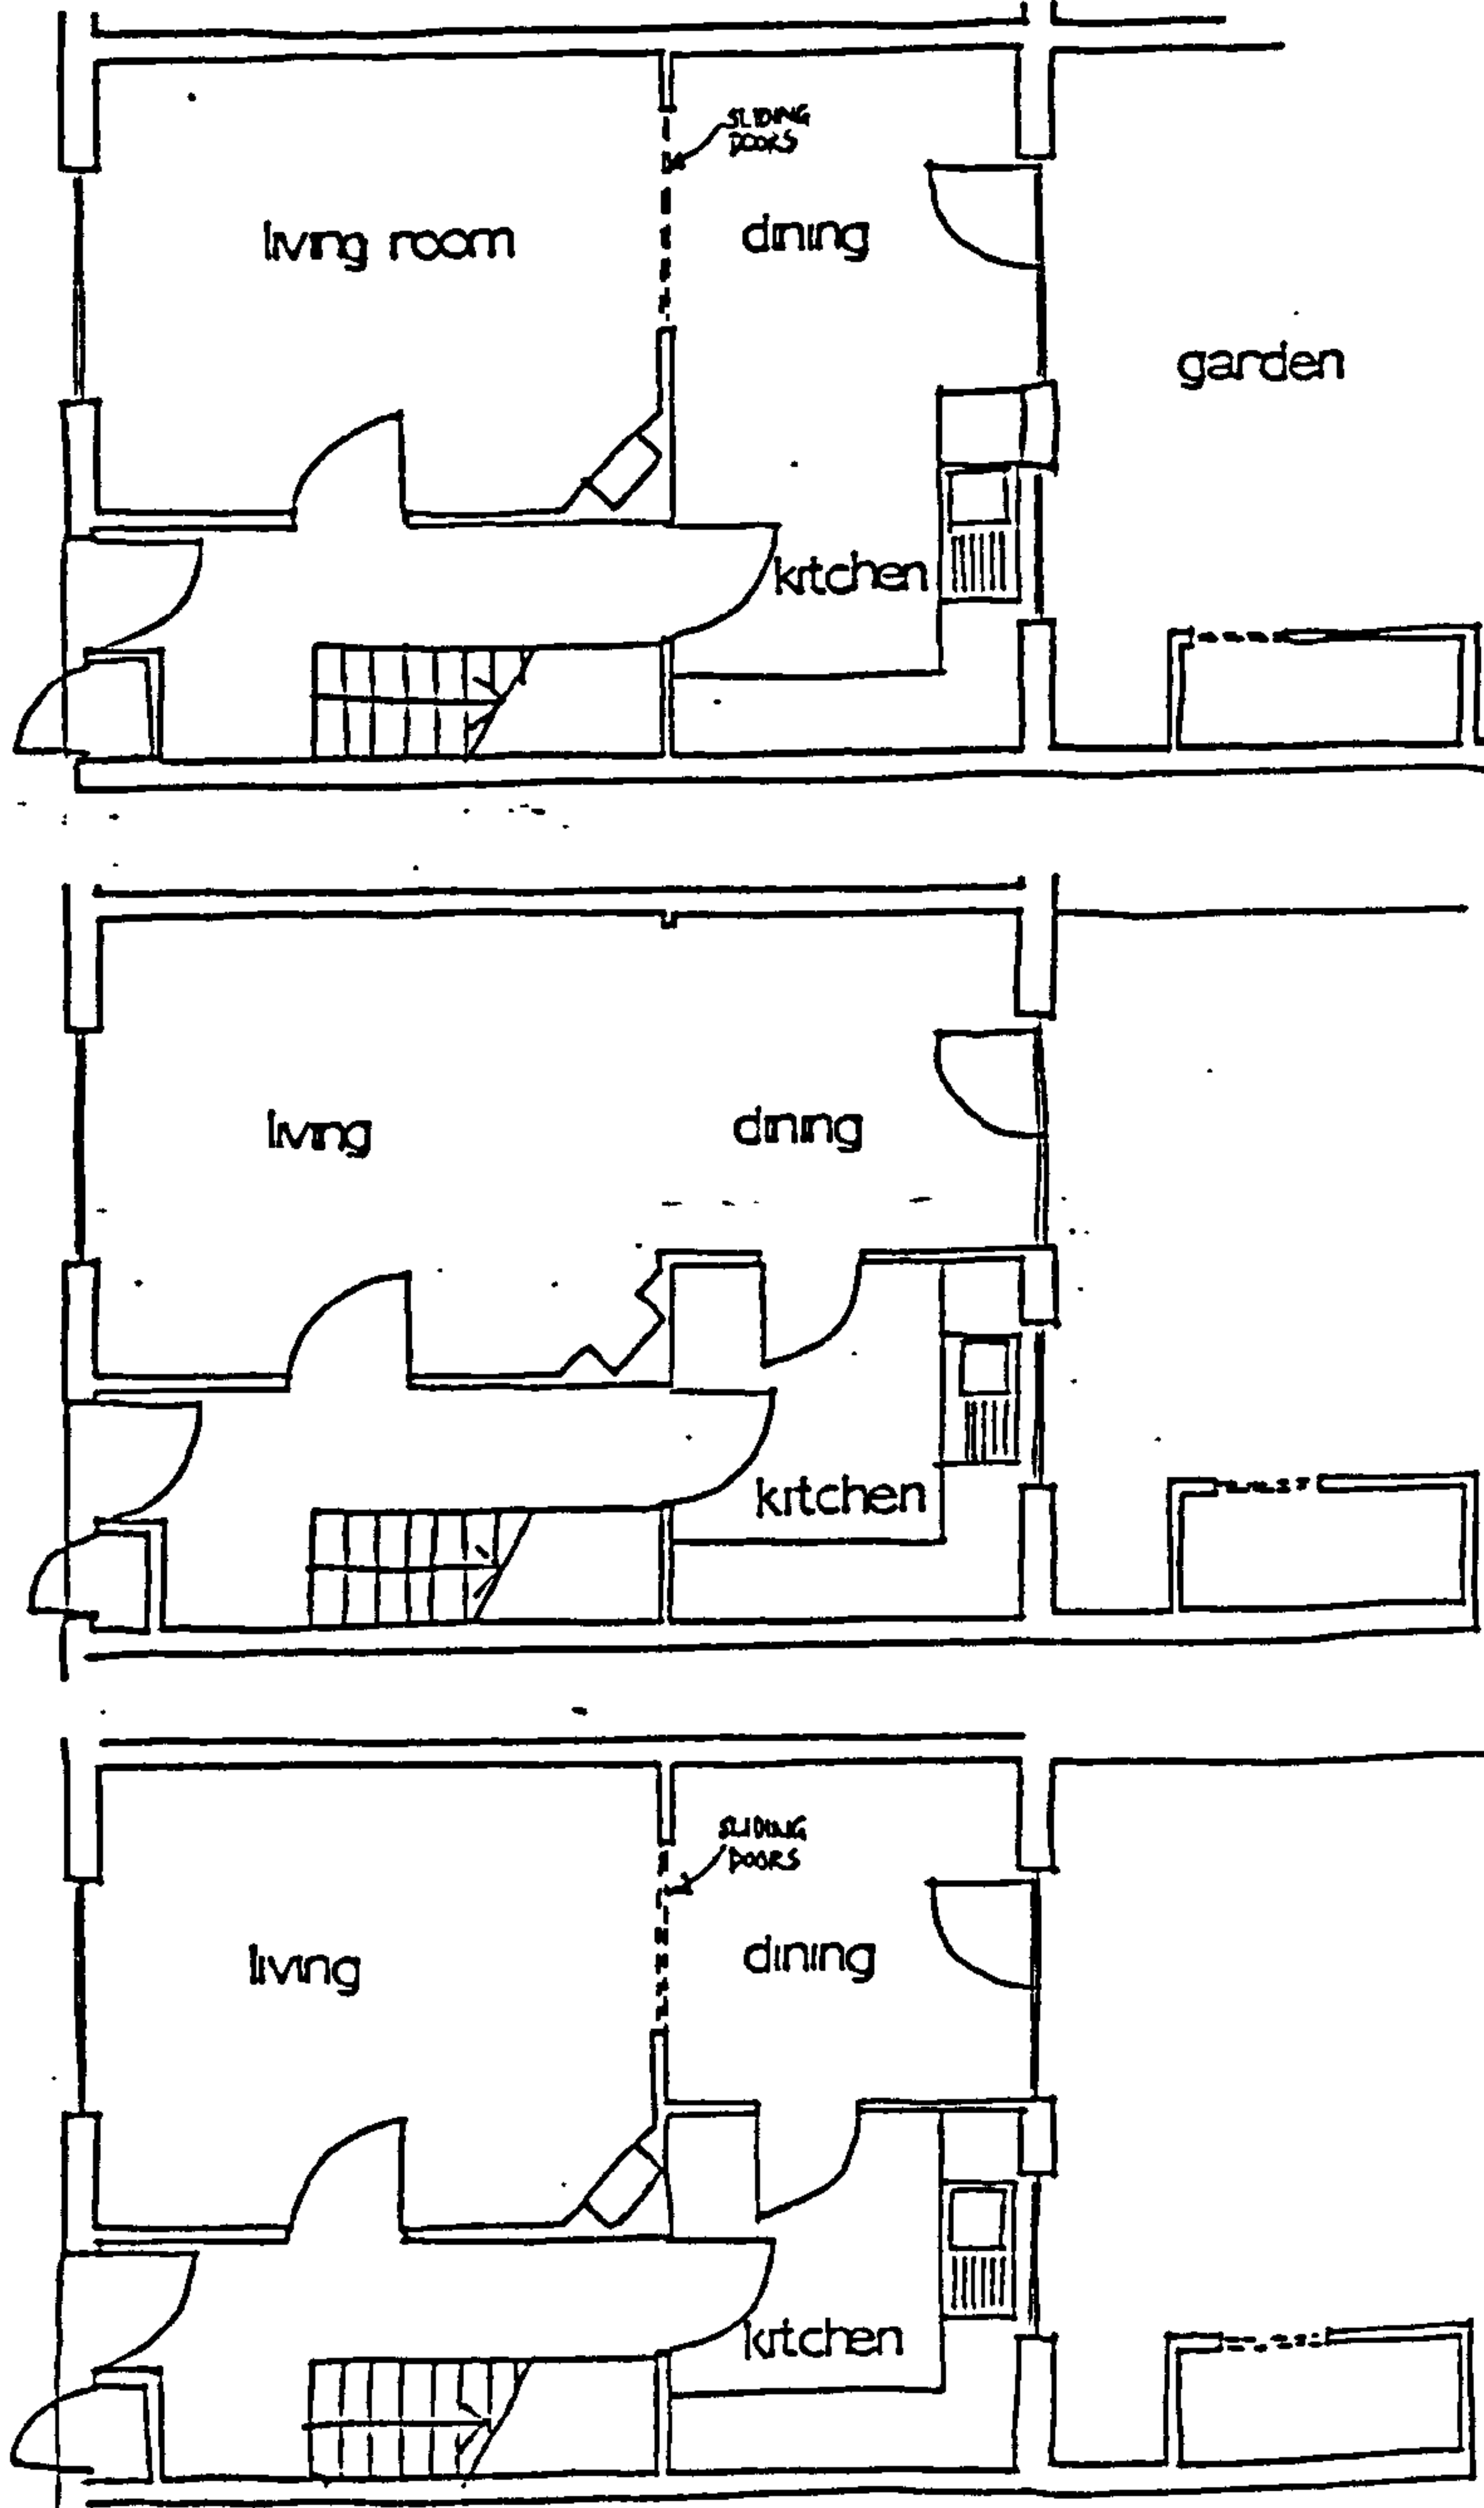 SLIDING
DOORS
living room
dining
garden
kitchen
living
dining
kitchen
SLIDING
DOORS
living
dining
kitchen